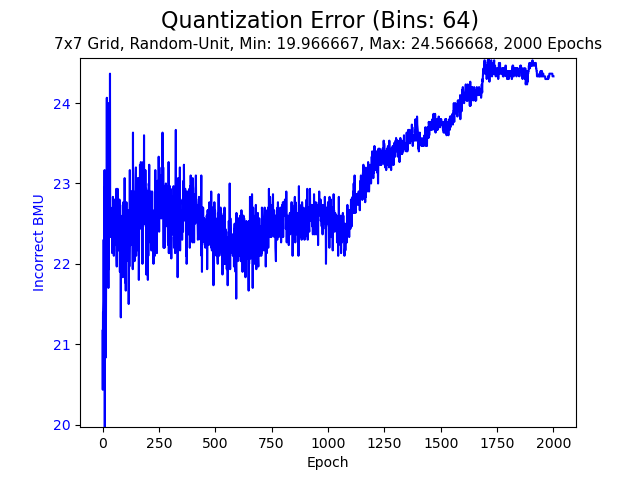 Quantization Error (Bins: 64)
7x7 Grid, Random-Unit, Min: 19.966667, Max: 24.566668, 2000 Epochs
24
23
22
21
20
Incorrect BMU
0 250 500 750 1000 1250 1500 1750 2000
Epoch